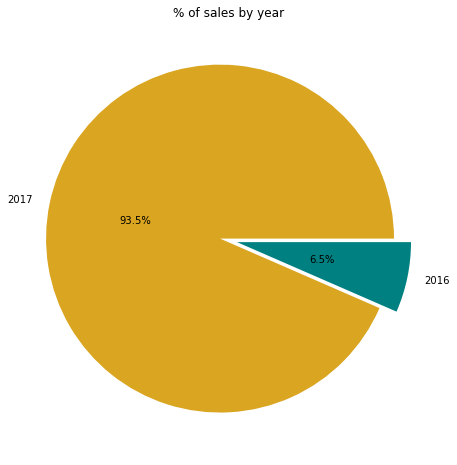 % of sales by year
2017
93.5%
6.5%
2016